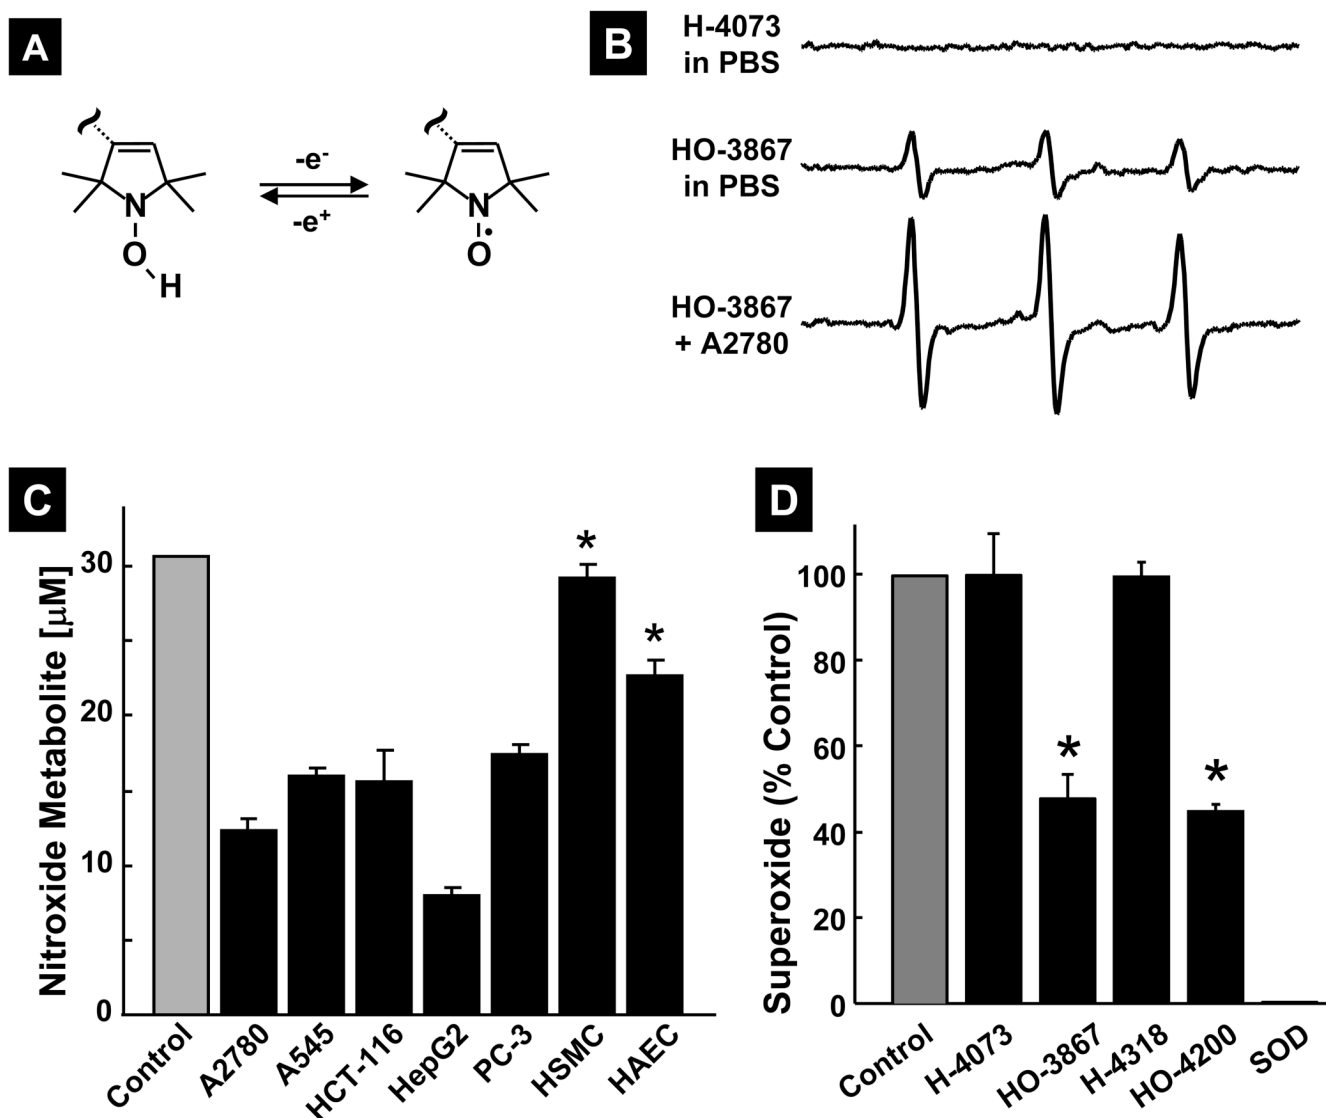 A
-e-
-e+
N
O
H
N
O
B
H-4073
in PBS
HO-3867
in PBS
HO-3867
+ A2780
C
Nitroxide Metabolite [μM]
30
20
10
0
*
*
Control
A2780
A545
HCT-116
HepG2
PC-3
HSMC
HAEC
D
Superoxide (% Control)
100
80
60
40
20
0
*
*
Control
H-4073
HO-3867
H-4318
HO-4200
SOD